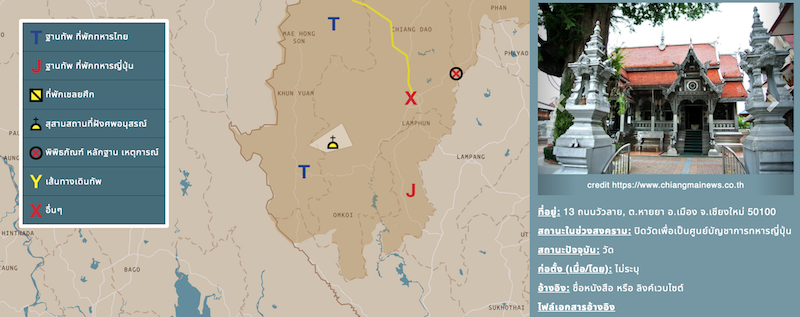 T ฐานทัพ ที่พักทหารไทย
J ฐานทัพ ที่พักทหารญี่ปุ่น
ที่พักเชลยศึก
สุสานสถานที่ฝังศพอนุสรณ์
พิพิธภัณฑ์ หลักฐาน เหตุการณ์
Y เส้นทางเดินทัพ
X อื่นๆ
T
MAE HONG
SON
CHIANG DAO
PHAYAO
KHUN YUAM
X
LAMPHUN
LAMPANG
T
J
OMKOI
HINTHADA
BAGO
SUKHOTHAI
credit https://www.chiangmainews.co.th
ที่อยู่: 13 ถนนวัวลาย, ต.หายยา อ.เมือง จ.เชียงใหม่ 50100
สถานะในช่วงสงคราม: ปิดวัดเพื่อเป็นศูนย์บัญชาการทหารญี่ปุ่น
สถานะปัจจุบัน: วัด
ก่อตั้ง (เมื่อ/โดย): ไม่ระบุ
อ้างอิง: ชื่อหนังสือ หรือ ลิงค์เวบไซต์
ไฟล์เอกสารอ้างอิง